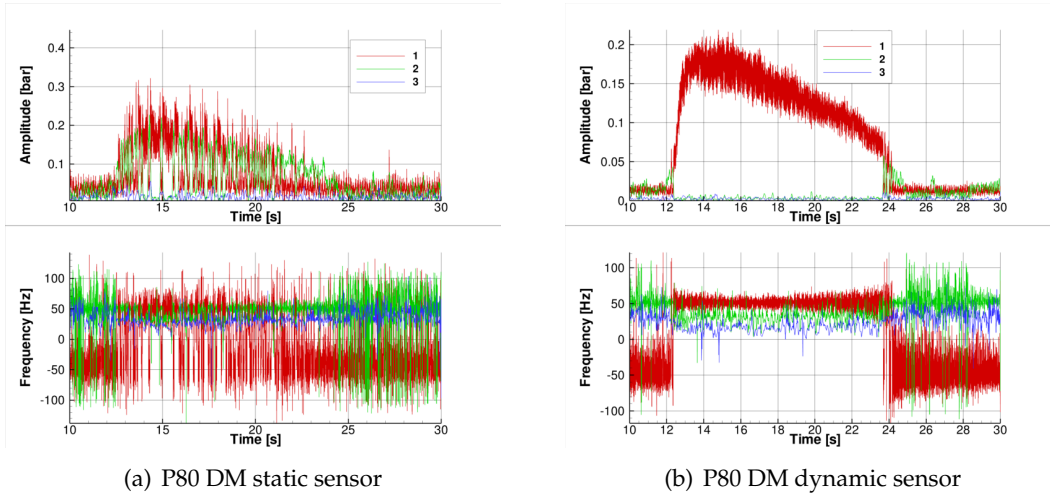 Amplitude [bar]
0.4
0.3
0.2
0.1
1
2
3
10 15 20 25 30
Time [s]
Frequency [Hz]
100
50
0
-50
-100
10 15 20 25 30
Time [s]
(a) P80 DM static sensor
Amplitude [bar]
0.2
0.15
0.1
0.05
0
1
2
3
10 12 14 16 18 20 22 24 26 28 30
Time [s]
Frequency [Hz]
100
50
0
-50
-100
10 12 14 16 18 20 22 24 26 28 30
Time [s]
(b) P80 DM dynamic sensor